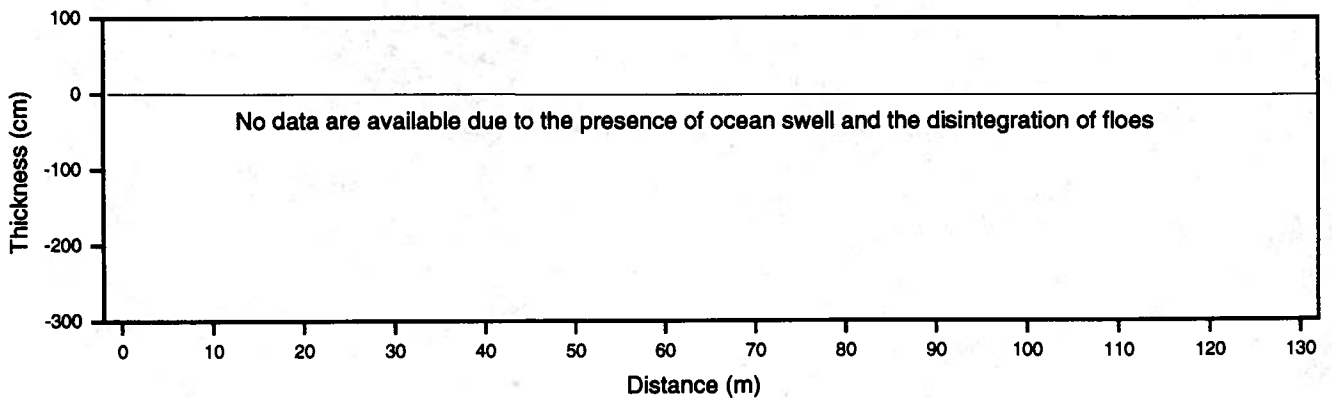 100
0
-100
-200
-300
Thickness (cm)
No data are available due to the presence of ocean swell and the disintegration of floes
0 10 20 30 40 50 60 70 80 90 100 110 120 130
Distance (m)